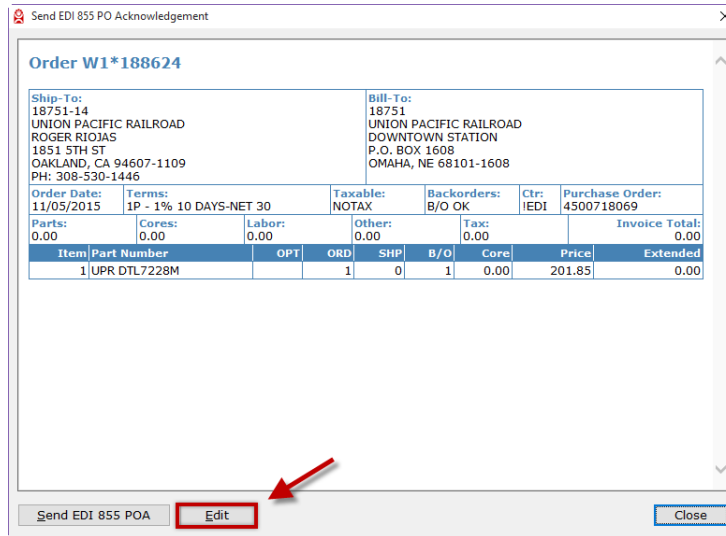 Send EDI 855 PO Acknowledgement
Order W1*188624
Ship-To:
18751-14
UNION PACIFIC RAILROAD
ROGER RIOJAS
1851 5TH ST
OAKLAND, CA 94607-1109
PH: 308-530-1446
Bill-To:
18751
UNION PACIFIC RAILROAD
DOWNTOWN STATION
P.O. BOX 1608
OMAHA, NE 68101-1608
Order Date: Terms: Taxable: Backorders: Ctr: Purchase Order:
11/05/2015 1P - 1% 10 DAYS-NET 30 NOTAX B/O OK !EDI 4500718069
Parts: Cores: Labor: Other: Tax: Invoice Total:
0.00 0.00 0.00 0.00 0.00 0.00
Item Part Number OPT ORD SHP B/O Core Price Extended
1 UPR DTL7228M 1 0 1 0.00 201.85 0.00
Send EDI 855 POA Edit Close